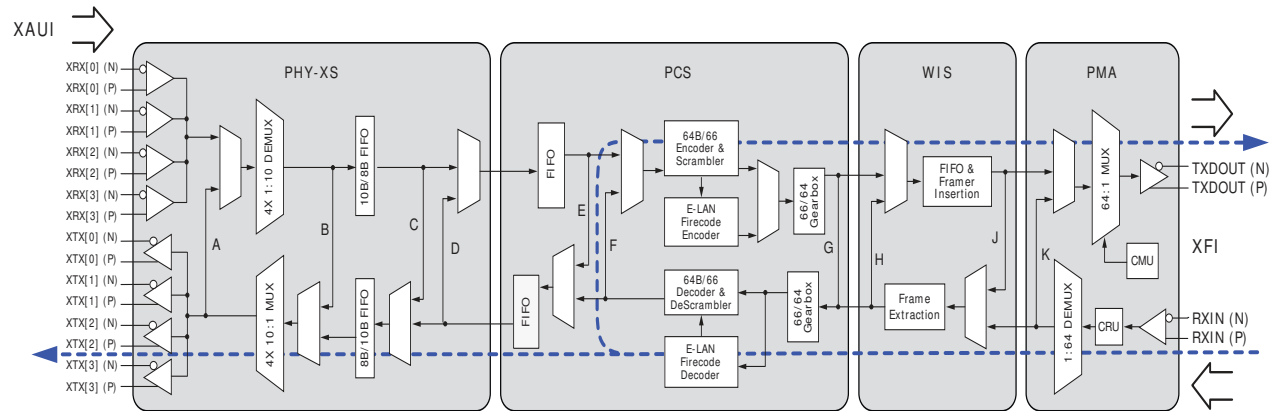 XAUI
PHY-XS
PCS
WIS
PMA
XRX[0] (N)
XRX[0] (P)
XRX[1] (N)
XRX[1] (P)
XRX[2] (N)
XRX[2] (P)
XRX[3] (N)
XRX[3] (P)
XTX[0] (N)
XTX[0] (P)
XTX[1] (N)
XTX[1] (P)
XTX[2] (N)
XTX[2] (P)
XTX[3] (N)
XTX[3] (P)
A
4X 1:10 DEMUX
4X 10:1 MUX
B
10B/ 8B FIFO
8B/10B FIFO
C
D
FIFO
FIFO
E
F
64B/66
Encoder &
Scrambler
E-LAN
Firecode
Encoder
64B/66
Decoder &
DeScrambler
E-LAN
Firecode
Decoder
66/64
Gearbox
66/64
Gearbox
G
H
FIFO &
Framer
Insertion
Frame
Extraction
J
K
64:1 MUX
1:64 DEMUX
CMU
CRU
TXDOUT (N)
TXDOUT (P)
XFI
RXIN (N)
RXIN (P)